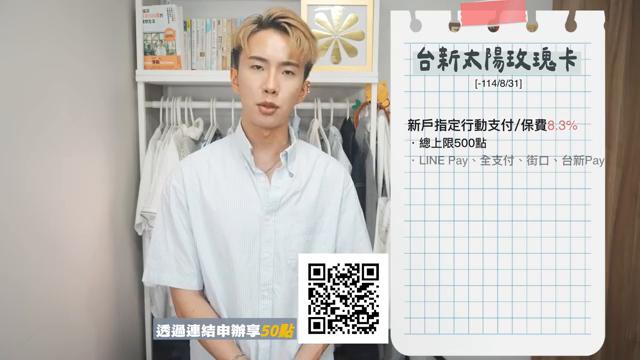 台新太陽玫瑰卡
[-114/8/31]
新戶指定行動支付/保費8.3%
・總上限500點
・LINE Pay、全支付、街口、台新Pay
透過連結申辦享50點